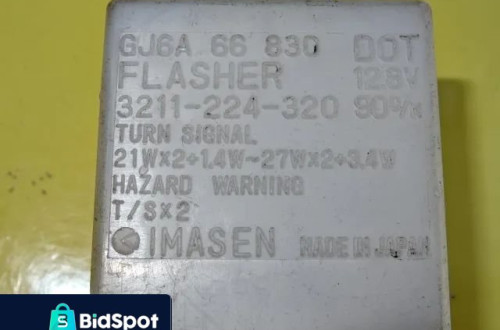 GJ6A 66 830 DOT
FLASHER 12.8V
3211-224-320 90%
TURN SIGNAL
21W×2+1.4W~27W×2+3.4W
HAZARD WARNING
T/S×2
IMASEN MADE IN JAPAN
S BidSpot